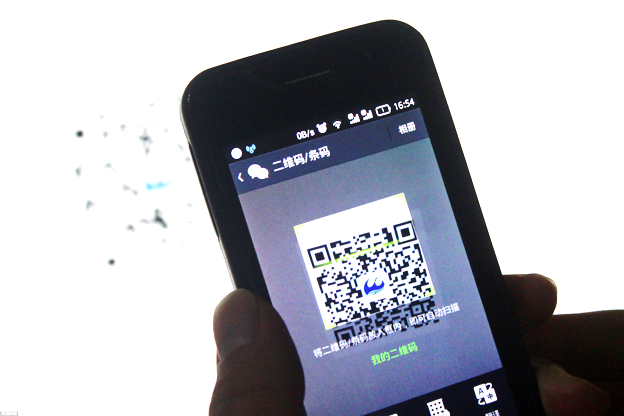 0B/s 16:54
二维码/条码
相册
将二维码/条码放入框内，即可自动扫描
我的二维码
A 中